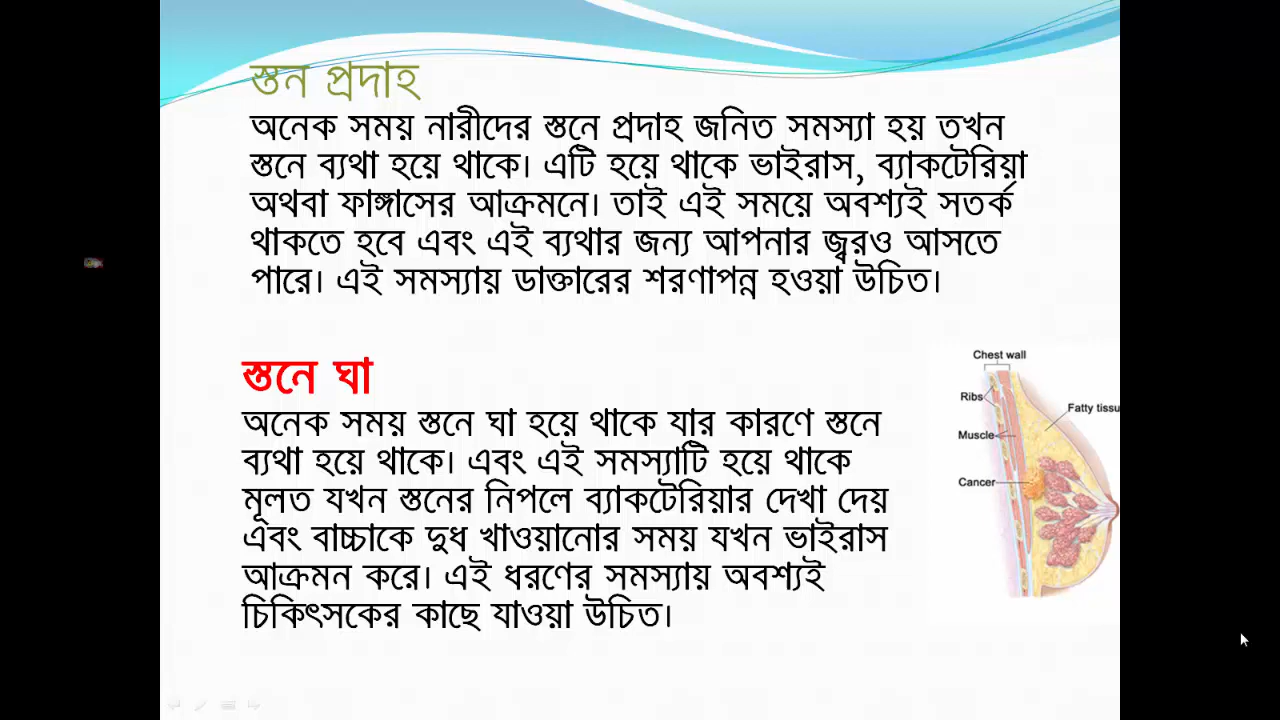 স্তন প্রদাহ
অনেক সময় নারীদের স্তনে প্রদাহ জনিত সমস্যা হয় তখন
স্তনে ব্যথা হয়ে থাকে। এটি হয়ে থাকে ভাইরাস, ব্যাকটেরিয়া
অথবা ফাঙ্গাসের আক্রমনে। তাই এই সময়ে অবশ্যই সতর্ক
থাকতে হবে এবং এই ব্যথার জন্য আপনার জ্বরও আসতে
পারে। এই সমস্যায় ডাক্তারের শরণাপন্ন হওয়া উচিত।
স্তনে ঘা
অনেক সময় স্তনে ঘা হয়ে থাকে যার কারণে স্তনে
ব্যথা হয়ে থাকে। এবং এই সমস্যাটি হয়ে থাকে
মূলত যখন স্তনের নিপলে ব্যাকটেরিয়ার দেখা দেয়
এবং বাচ্চাকে দুধ খাওয়ানোর সময় যখন ভাইরাস
আক্রমন করে। এই ধরণের সমস্যায় অবশ্যই
চিকিৎসকের কাছে যাওয়া উচিত।
Chest wall
Ribs
Fatty tissu
Muscle
Cancer